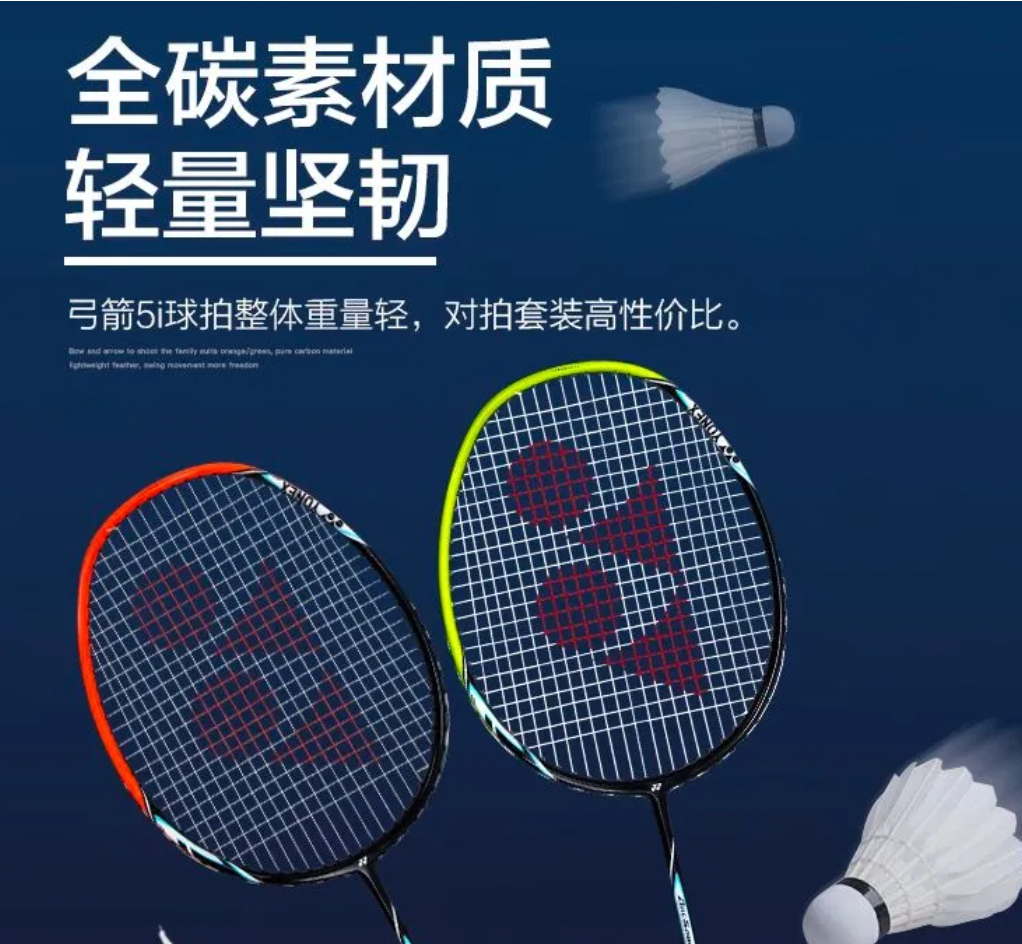 全碳素材质
轻量坚韧
弓箭5i球拍整体重量轻，对拍套装高性价比。
Bow and arrow to shoot the family suits orange/green, pure carbon material
lightweight feather, swing movement more freedom
YONEX
YONEX